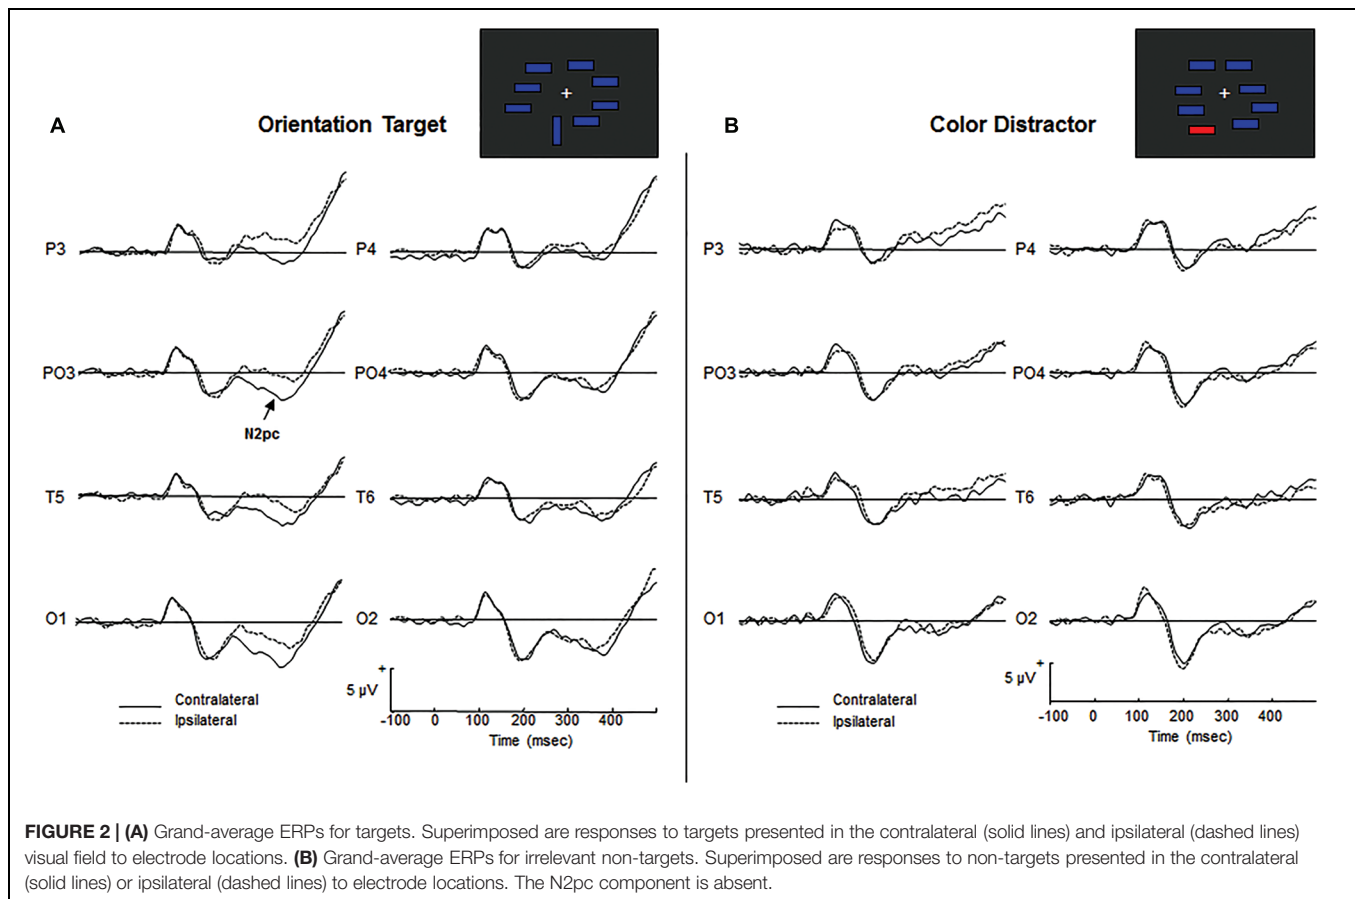 A
Orientation Target
B
Color Distractor
P3
P4
P3
P4
PO3
PO4
PO3
PO4
N2pc
T5
T6
T5
T6
O1
O2
O1
O2
+
5 µV
+
5 µV
Contralateral
Ipsilateral
-100 0 100 200 300 400
Time (msec)
Contralateral
Ipsilateral
-100 0 100 200 300 400
Time (msec)
FIGURE 2 | (A) Grand-average ERPs for targets. Superimposed are responses to targets presented in the contralateral (solid lines) and ipsilateral (dashed lines)
visual field to electrode locations. (B) Grand-average ERPs for irrelevant non-targets. Superimposed are responses to non-targets presented in the contralateral
(solid lines) or ipsilateral (dashed lines) to electrode locations. The N2pc component is absent.